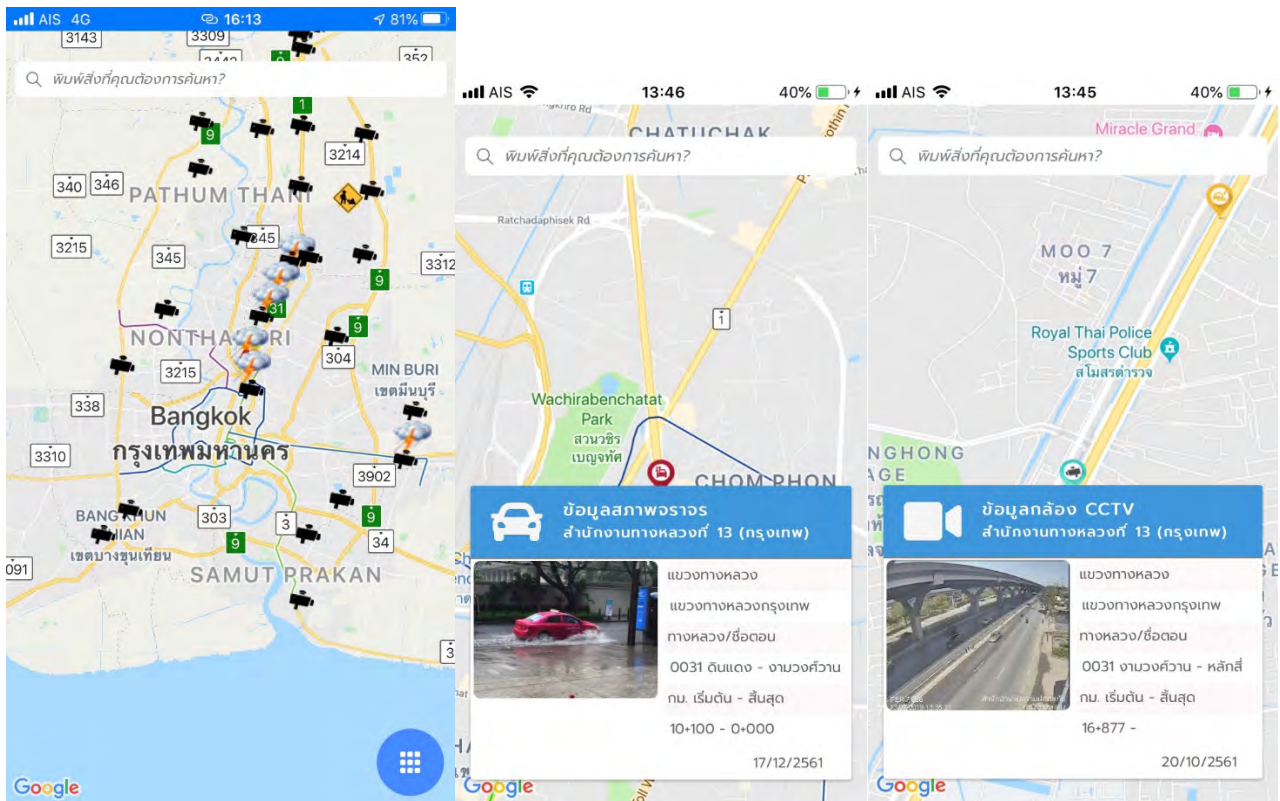 AIS 4G 16:13 81%
3143
3309
352
พิมพ์สิ่งที่คุณต้องการค้นหา?
1
9
3214
340
346
PATHUM THANI
3215
345
345
3312
9
31
9
NONTHA
RI
304
3215
MIN BURI
เขตมีนบุรี
338
Bangkok
กรุงเทพมหานคร
3310
3902
BANG KHUN
TIAN
เขตบางขุนเทียน
303
3
9
9
34
091
SAMUT PRAKAN
3
Google
AIS 13:46 40%
CHATUCHAK
พิมพ์สิ่งที่คุณต้องการค้นหา?
Ratchadaphisek Rd
1
Wachirabenchatat
Park
สวนวชิร
เบญจทัศ
CHOM PHON
ข้อมูลสภาพจราจร
สำนักงานทางหลวงที่ 13 (กรุงเทพ)
แขวงทางหลวง
แขวงทางหลวงกรุงเทพ
ทางหลวง/ชื่อตอน
0031 ดินแดง - งามวงศ์วาน
กม. เริ่มต้น - สิ้นสุด
10+100 - 0+000
17/12/2561
Google
AIS 13:45 40%
Miracle Grand
พิมพ์สิ่งที่คุณต้องการค้นหา?
MOO 7
หมู่ 7
Royal Thai Police
Sports Club
สโมสรตำรวจ
NGHONG
AGE
ข้อมูลกล้อง CCTV
สำนักงานทางหลวงที่ 13 (กรุงเทพ)
แขวงทางหลวง
แขวงทางหลวงกรุงเทพ
ทางหลวง/ชื่อตอน
0031 งามวงศ์วาน - หลักสี่
กม. เริ่มต้น - สิ้นสุด
16+877 -
20/10/2561
Google